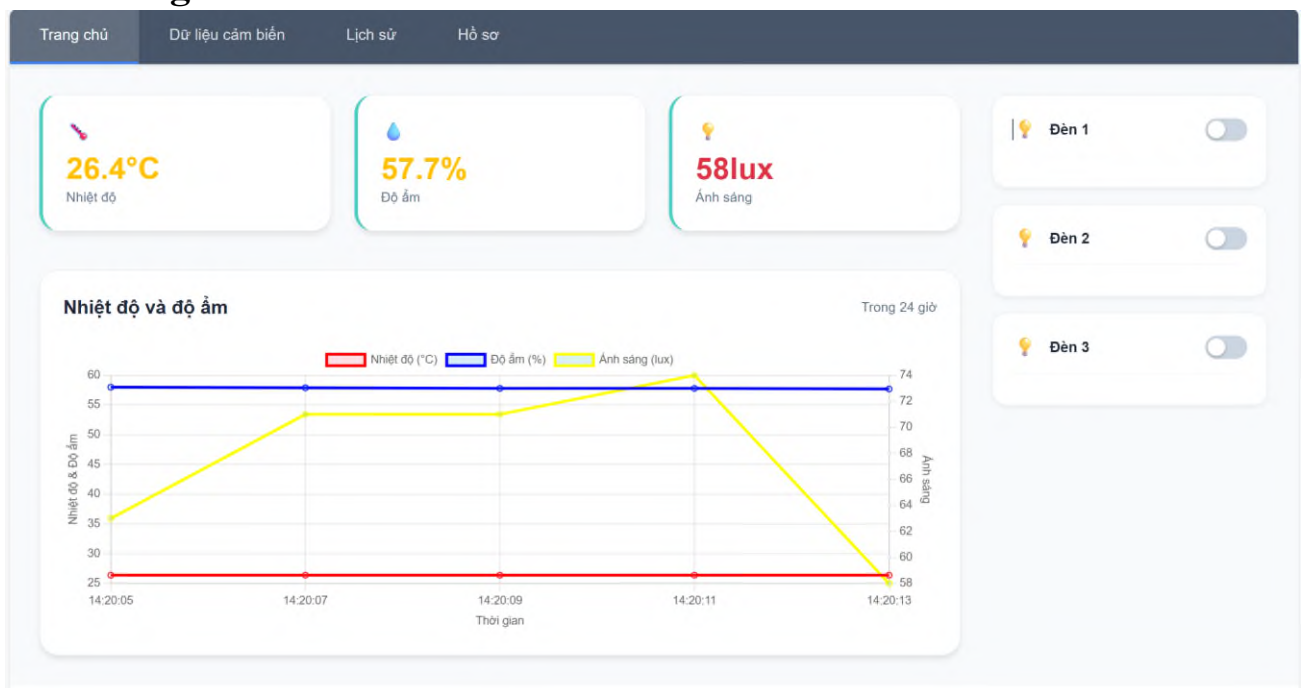 Trang chủ Dữ liệu cảm biến Lịch sử Hồ sơ
26.4°C
Nhiệt độ
57.7%
Độ ẩm
58lux
Ánh sáng
Đèn 1
Đèn 2
Đèn 3
Nhiệt độ và độ ẩm
Trong 24 giờ
Nhiệt độ (°C) Độ ẩm (%) Ánh sáng (lux)
Nhiệt độ & Độ ẩm
60
55
50
45
40
35
30
25
74
72
70
68
66
64
62
60
58
Ánh sáng
14:20:05 14:20:07 14:20:09 14:20:11 14:20:13
Thời gian